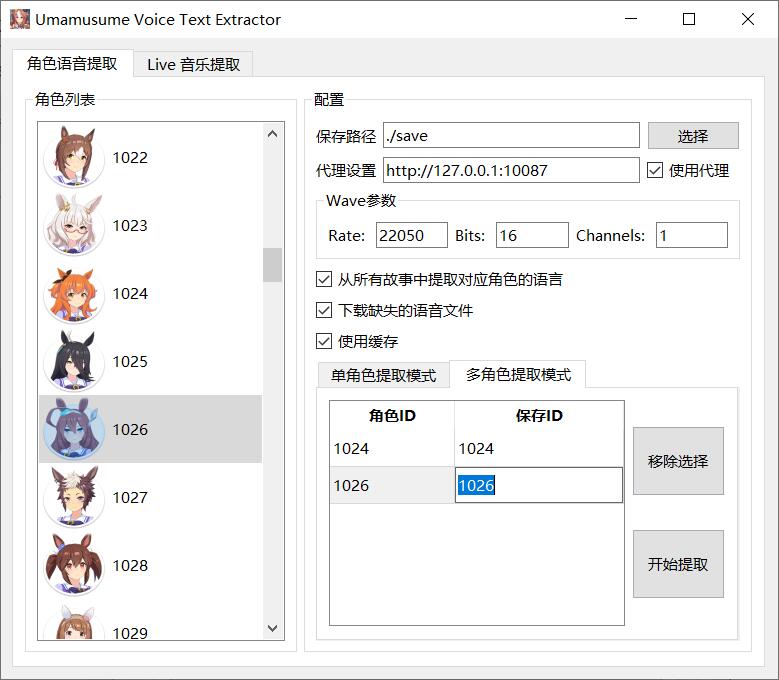 Umamusume Voice Text Extractor
角色语音提取
Live 音乐提取
角色列表
1022
1023
1024
1025
1026
1027
1028
1029
配置
保存路径 ./save 选择
代理设置 http://127.0.0.1:10087 使用代理
Wave参数
Rate: 22050 Bits: 16 Channels: 1
从所有故事中提取对应角色的语言
下载缺失的语音文件
使用缓存
单角色提取模式
多角色提取模式
角色ID 保存ID
1024 1024
1026 1026
移除选择
开始提取